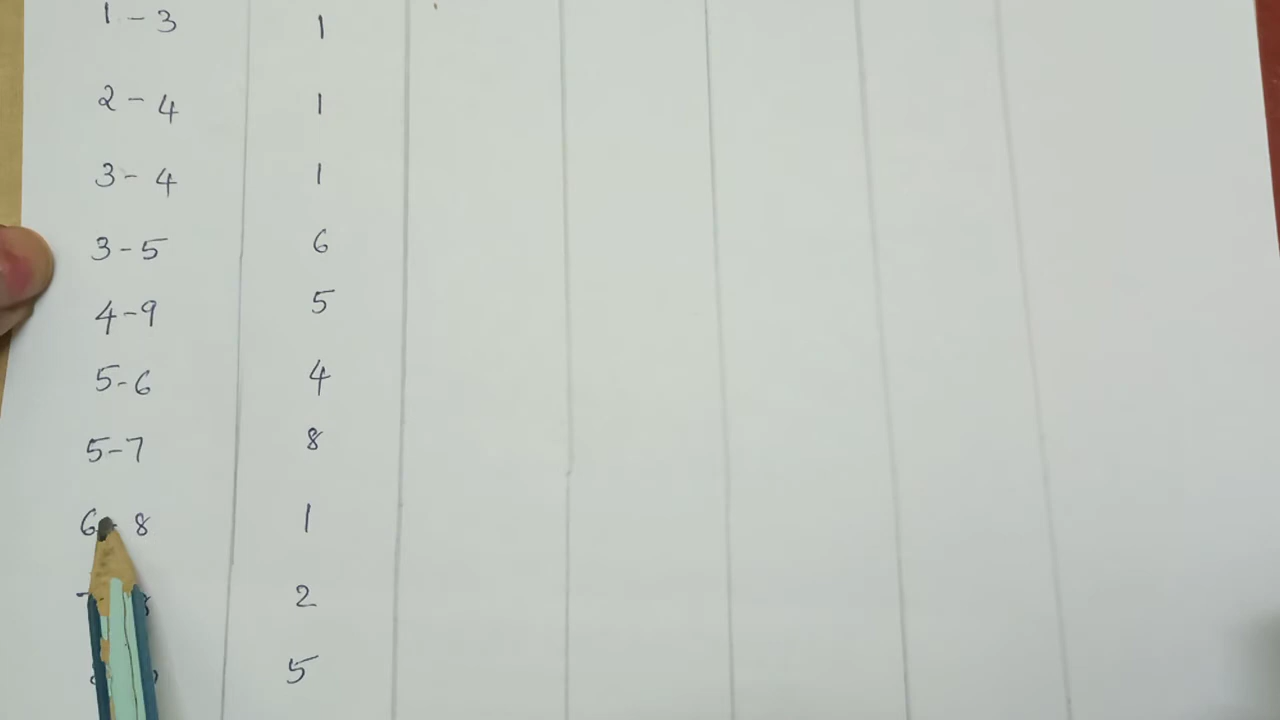 1 - 3 1
2 - 4 1
3 - 4 1
3 - 5 6
4 - 9 5
5 - 6 4
5 - 7 8
6 - 8 1
2
5